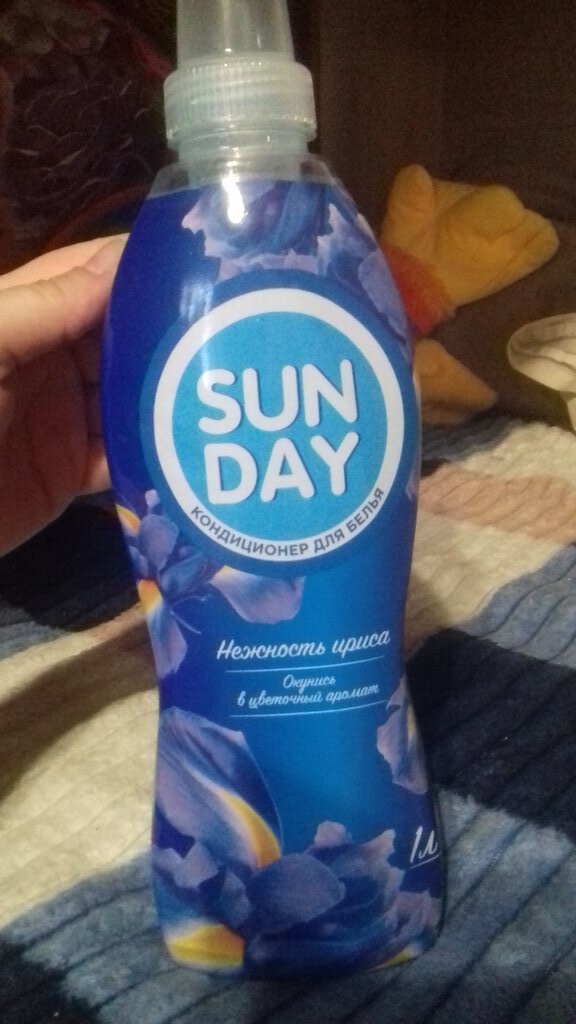 SUN
DAY
КОНДИЦИОНЕР ДЛЯ БЕЛЬЯ
Нежность ириса
Окунись
в цветочный аромат
1л